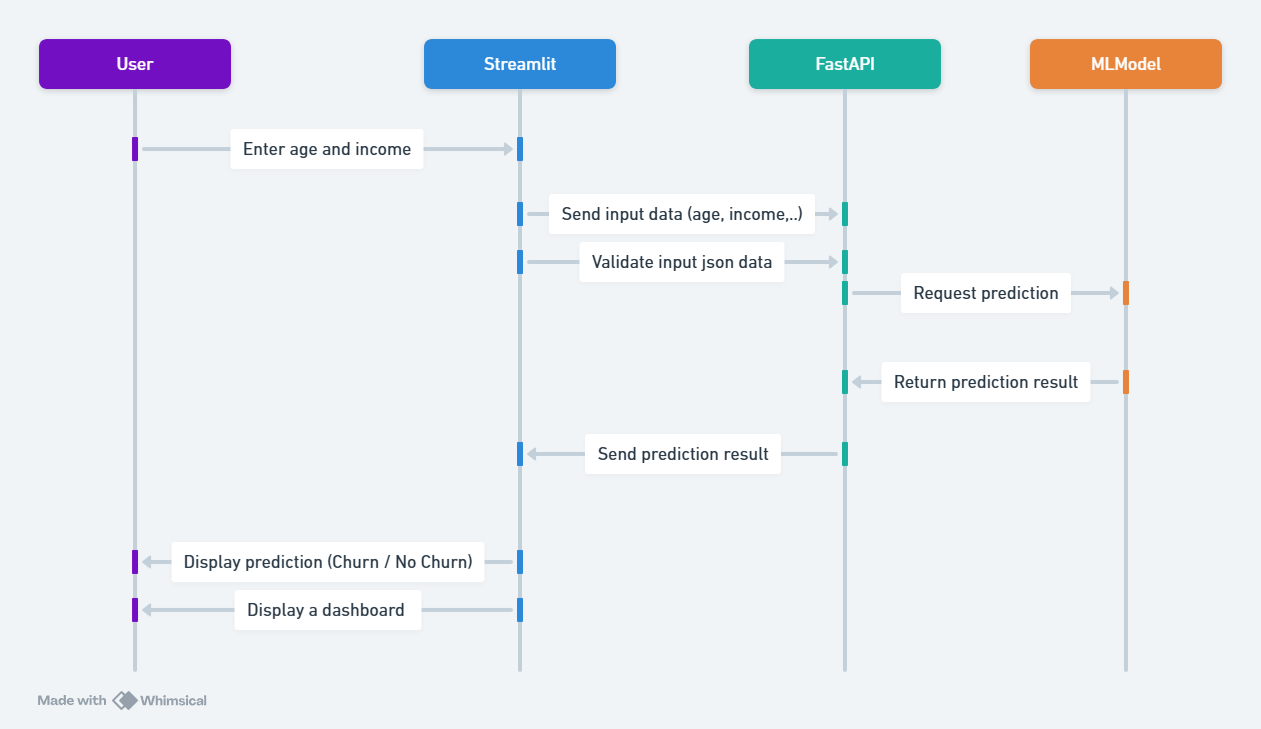 User
Streamlit
FastAPI
MLModel
Enter age and income
Send input data (age, income,..)
Validate input json data
Request prediction
Return prediction result
Send prediction result
Display prediction (Churn / No Churn)
Display a dashboard
Made with Whimsical